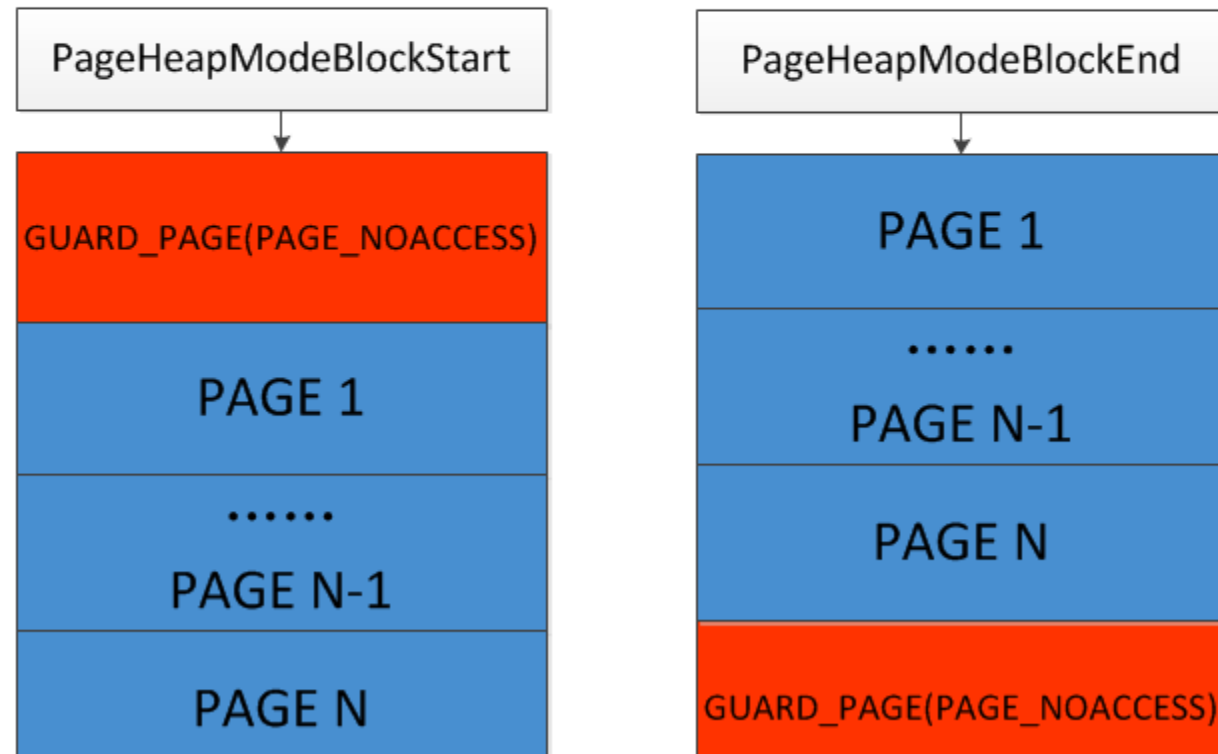 PageHeapModeBlockStart
GUARD_PAGE(PAGE_NOACCESS)
PAGE 1
......
PAGE N-1
PAGE N
PageHeapModeBlockEnd
PAGE 1
......
PAGE N-1
PAGE N
GUARD_PAGE(PAGE_NOACCESS)